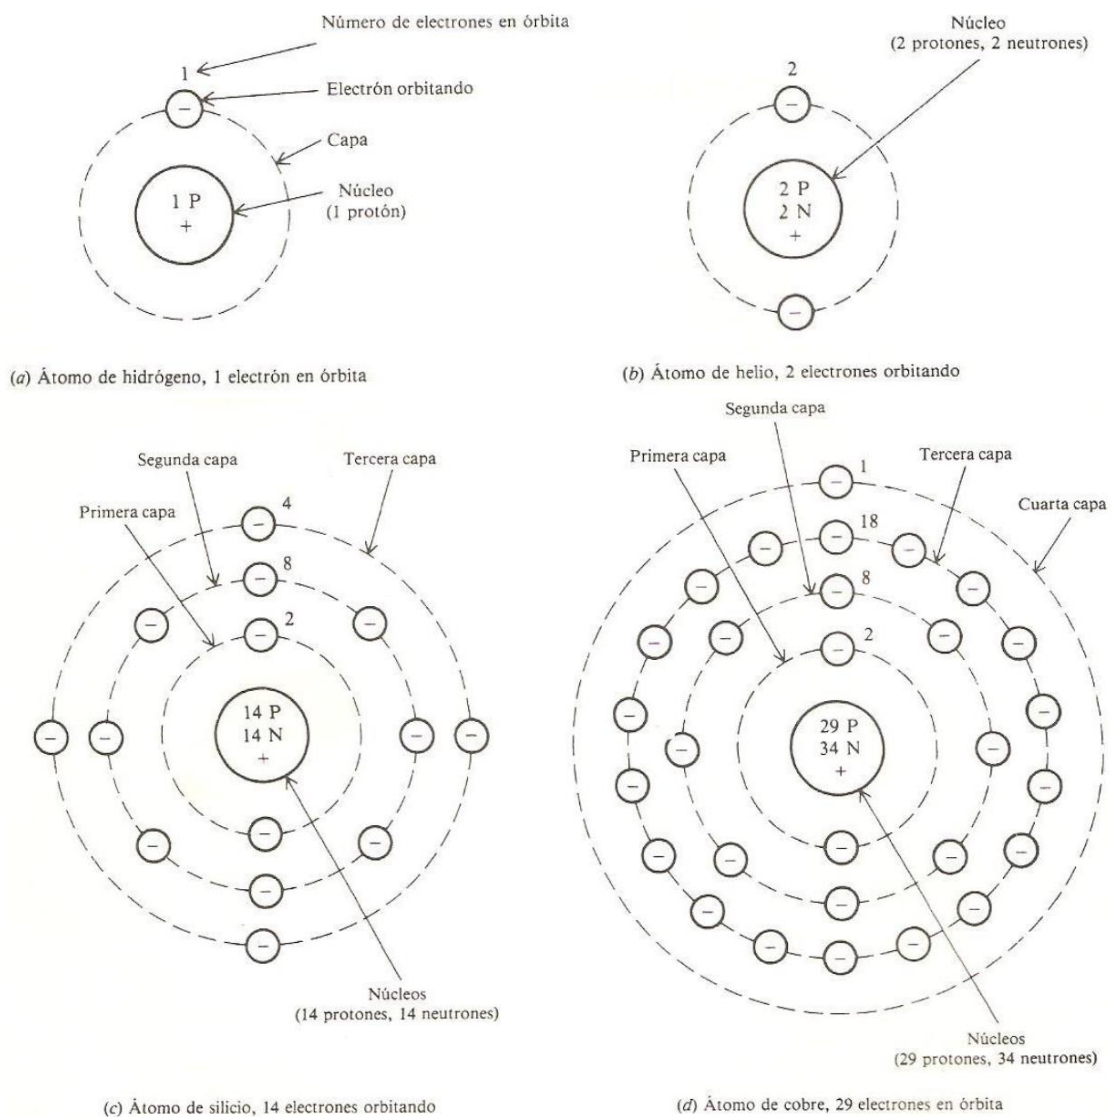 Número de electrones en órbita
1
Electrón orbitando
Capa
Núcleo
(1 protón)
1 P
+
−
(a) Átomo de hidrógeno, 1 electrón en órbita
Núcleo
(2 protones, 2 neutrones)
2
−
2 P
2 N
+
−
(b) Átomo de helio, 2 electrones orbitando
Segunda capa
Tercera capa
Primera capa
4
8
2
14 P
14 N
+
Núcleos
(14 protones, 14 neutrones)
(c) Átomo de silicio, 14 electrones orbitando
Segunda capa
Primera capa
Tercera capa
Cuarta capa
1
18
8
2
29 P
34 N
+
Núcleos
(29 protones, 34 neutrones)
(d) Átomo de cobre, 29 electrones en órbita